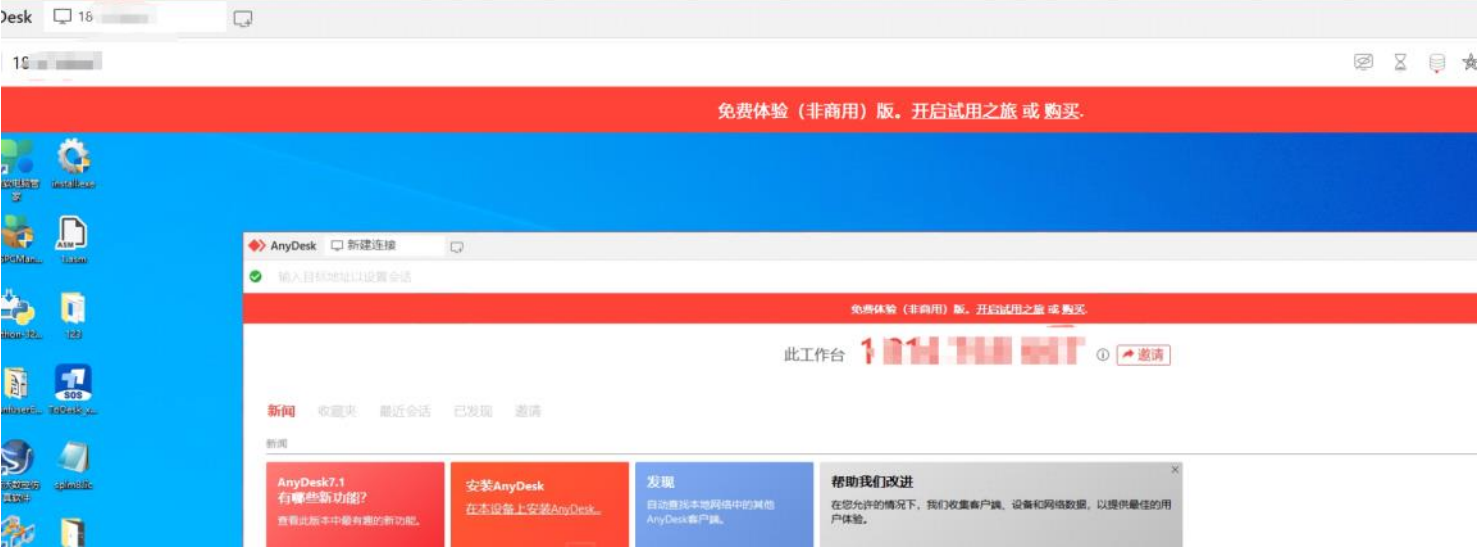 Desk 18
18
免费体验（非商用）版。开启试用之旅 或 购买.
Install.exe
AnyDesk 新建连接
ASM
1.asm
输入目标地址以设置会话
123
免费体验（非商用）版。开启试用之旅 或 购买.
此工作台 邀请
SOS
新闻 收藏夹 最近会话 已发现 邀请
新闻
AnyDesk7.1
有哪些新功能?
查看此版本中最有趣的新功能。
安装AnyDesk
在本设备上安装AnyDesk...
发现
自动查找本地网络中的其他
AnyDesk客户端。
帮助我们改进
在您允许的情况下，我们收集客户端、设备和网络数据，以提供最佳的用
户体验。